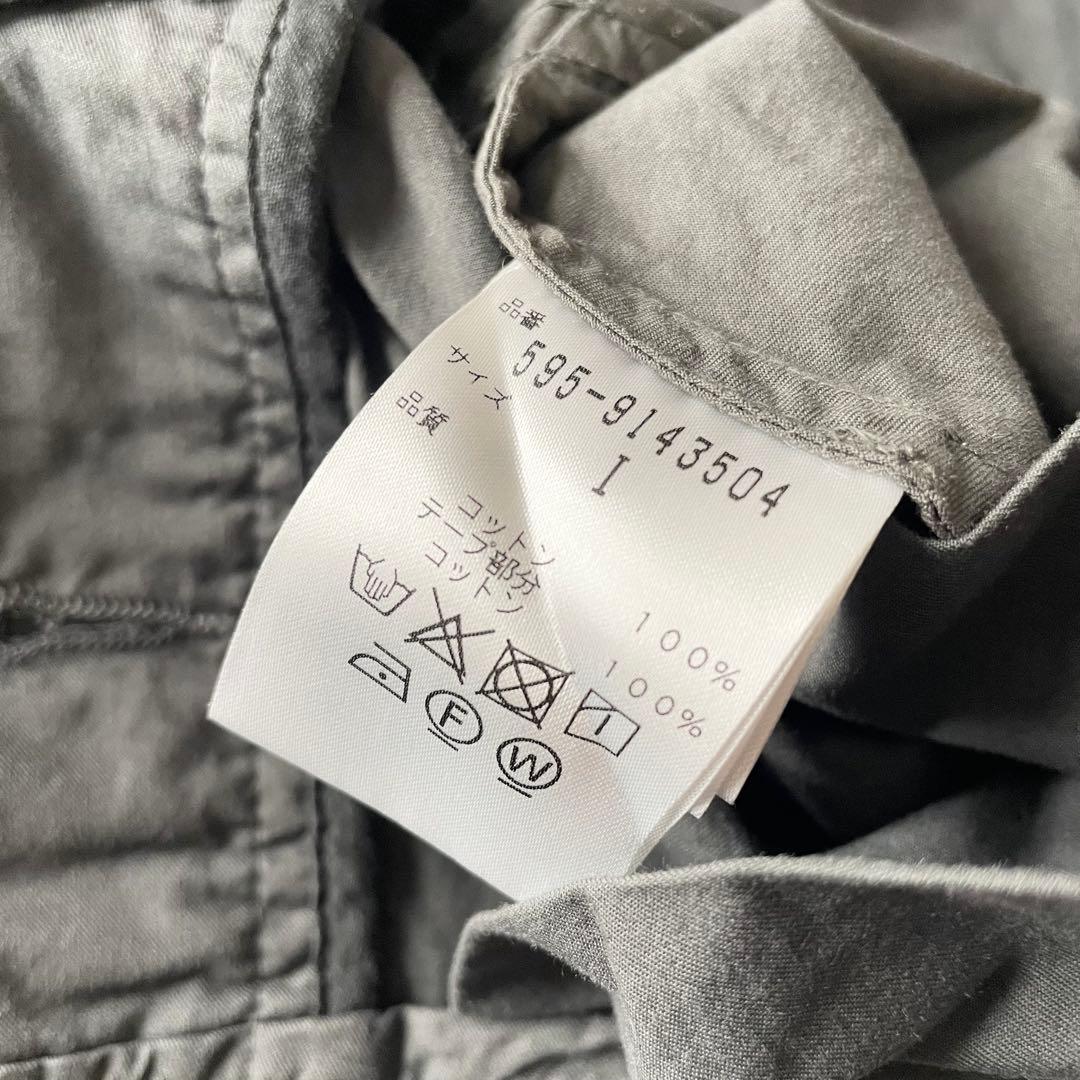 品番
595-9143504
サイズ 1
品質
コットン 100%
テープ部分
コットン 100%
F
W